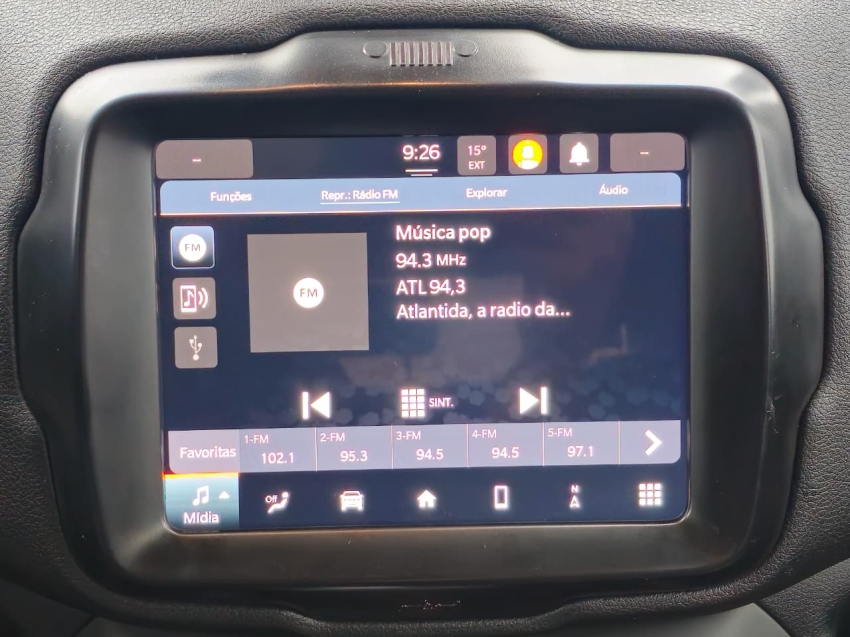 --
9:26
15°
EXT
--
Funções Repr.: Rádio FM Explorar Áudio
FM
FM
Música pop
94.3 MHz
ATL 94,3
Atlantida, a radio da...
SINT.
Favoritas
1-FM 2-FM 3-FM 4-FM 5-FM
102.1 95.3 94.5 94.5 97.1
Mídia
Off
N
A